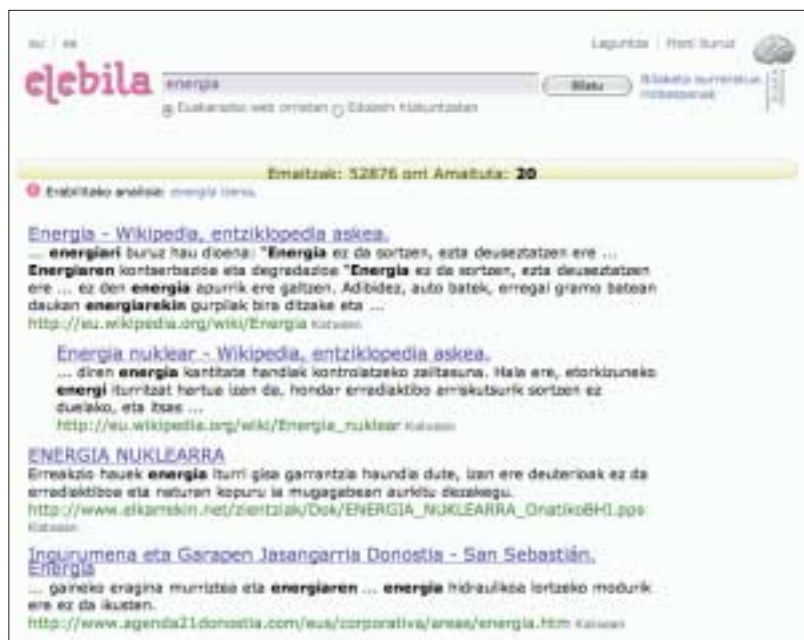 eu | es
Laguntza | Honi buruz
elebila
energia
Bilatu
Bilaketa aurreratua
Hobespenak
Euskarazko web orrietan Edozein hizkuntzatan
Emaitzak: 52876 orri Amaituta: 20
Erabilitako analisia: energia izena.
Energia - Wikipedia, entziklopedia askea.
... energiari buruz hau dioena: "Energia ez da sortzen, ezta deuseztatzen ere ...
Energiaren kontserbazioa eta degradazioa "Energia ez da sortzen, ezta deuseztatzen
ere ... ez den energia apurrik ere galtzen. Adibidez, auto batek, erregai gramo batean
daukan energiarekin gurpilak bira ditzake eta ...
http://eu.wikipedia.org/wiki/Energia Katxean
Energia nuklear - Wikipedia, entziklopedia askea.
... diren energia kantitate handiak kontrolatzeko zailtasuna. Hala ere, etorkizuneko
energi iturritzat hartua izan da, hondar erradiaktibo arriskutsurik sortzen ez
duelako, eta itsas ...
http://eu.wikipedia.org/wiki/Energia_nuklear Katxean
ENERGIA NUKLEARRA
Erreakzio hauek energia iturri gisa garrantzia haundia dute, izan ere deuterioak ez da
erradiaktiboa eta naturan kopuru ia mugagabean aurkitu dezakegu.
http://www.elkarrekin.net/zientziak/Dok/ENERGIA_NUKLEARRA_OnatikoBHI.pps
Katxean
Ingurumena eta Garapen Jasangarria Donostia - San Sebastián.
Energia
... gaineko eragina murriztea eta energiaren ... energia hidraulikoa lortzeko modurik
ere ez da ikusten.
http://www.agenda21donostia.com/eus/corporativa/areas/energia.htm Katxean